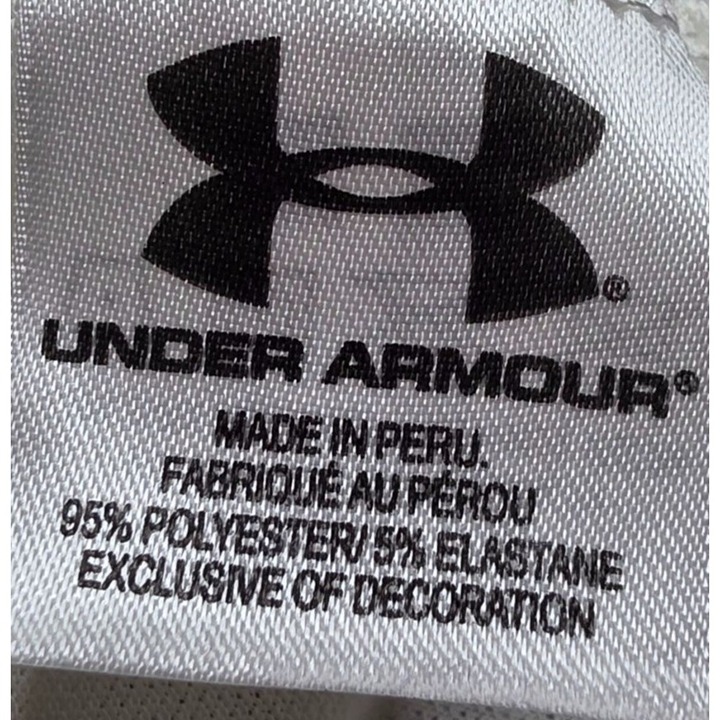 UNDER ARMOUR®
MADE IN PERU.
FABRIQUÉ AU PÉROU
95% POLYESTER/ 5% ELASTANE
EXCLUSIVE OF DECORATION